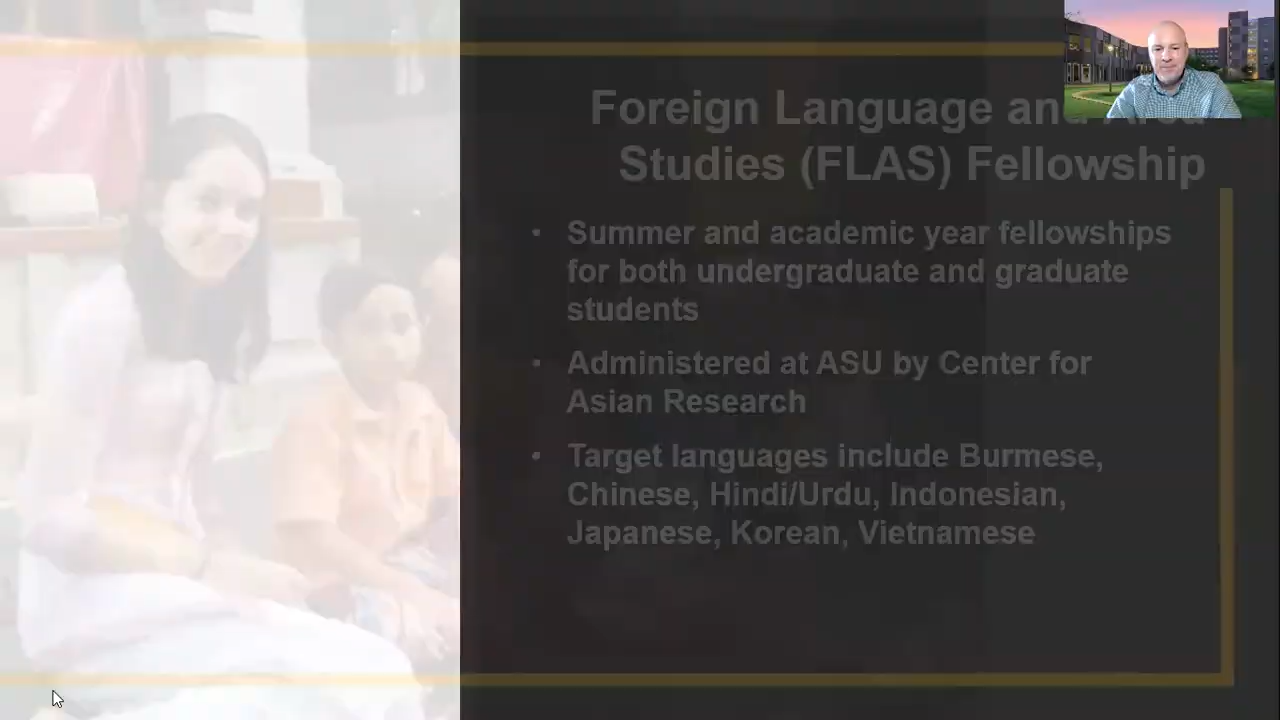 Foreign Language and Area
Studies (FLAS) Fellowship
• Summer and academic year fellowships
for both undergraduate and graduate
students
• Administered at ASU by Center for
Asian Research
• Target languages include Burmese,
Chinese, Hindi/Urdu, Indonesian,
Japanese, Korean, Vietnamese